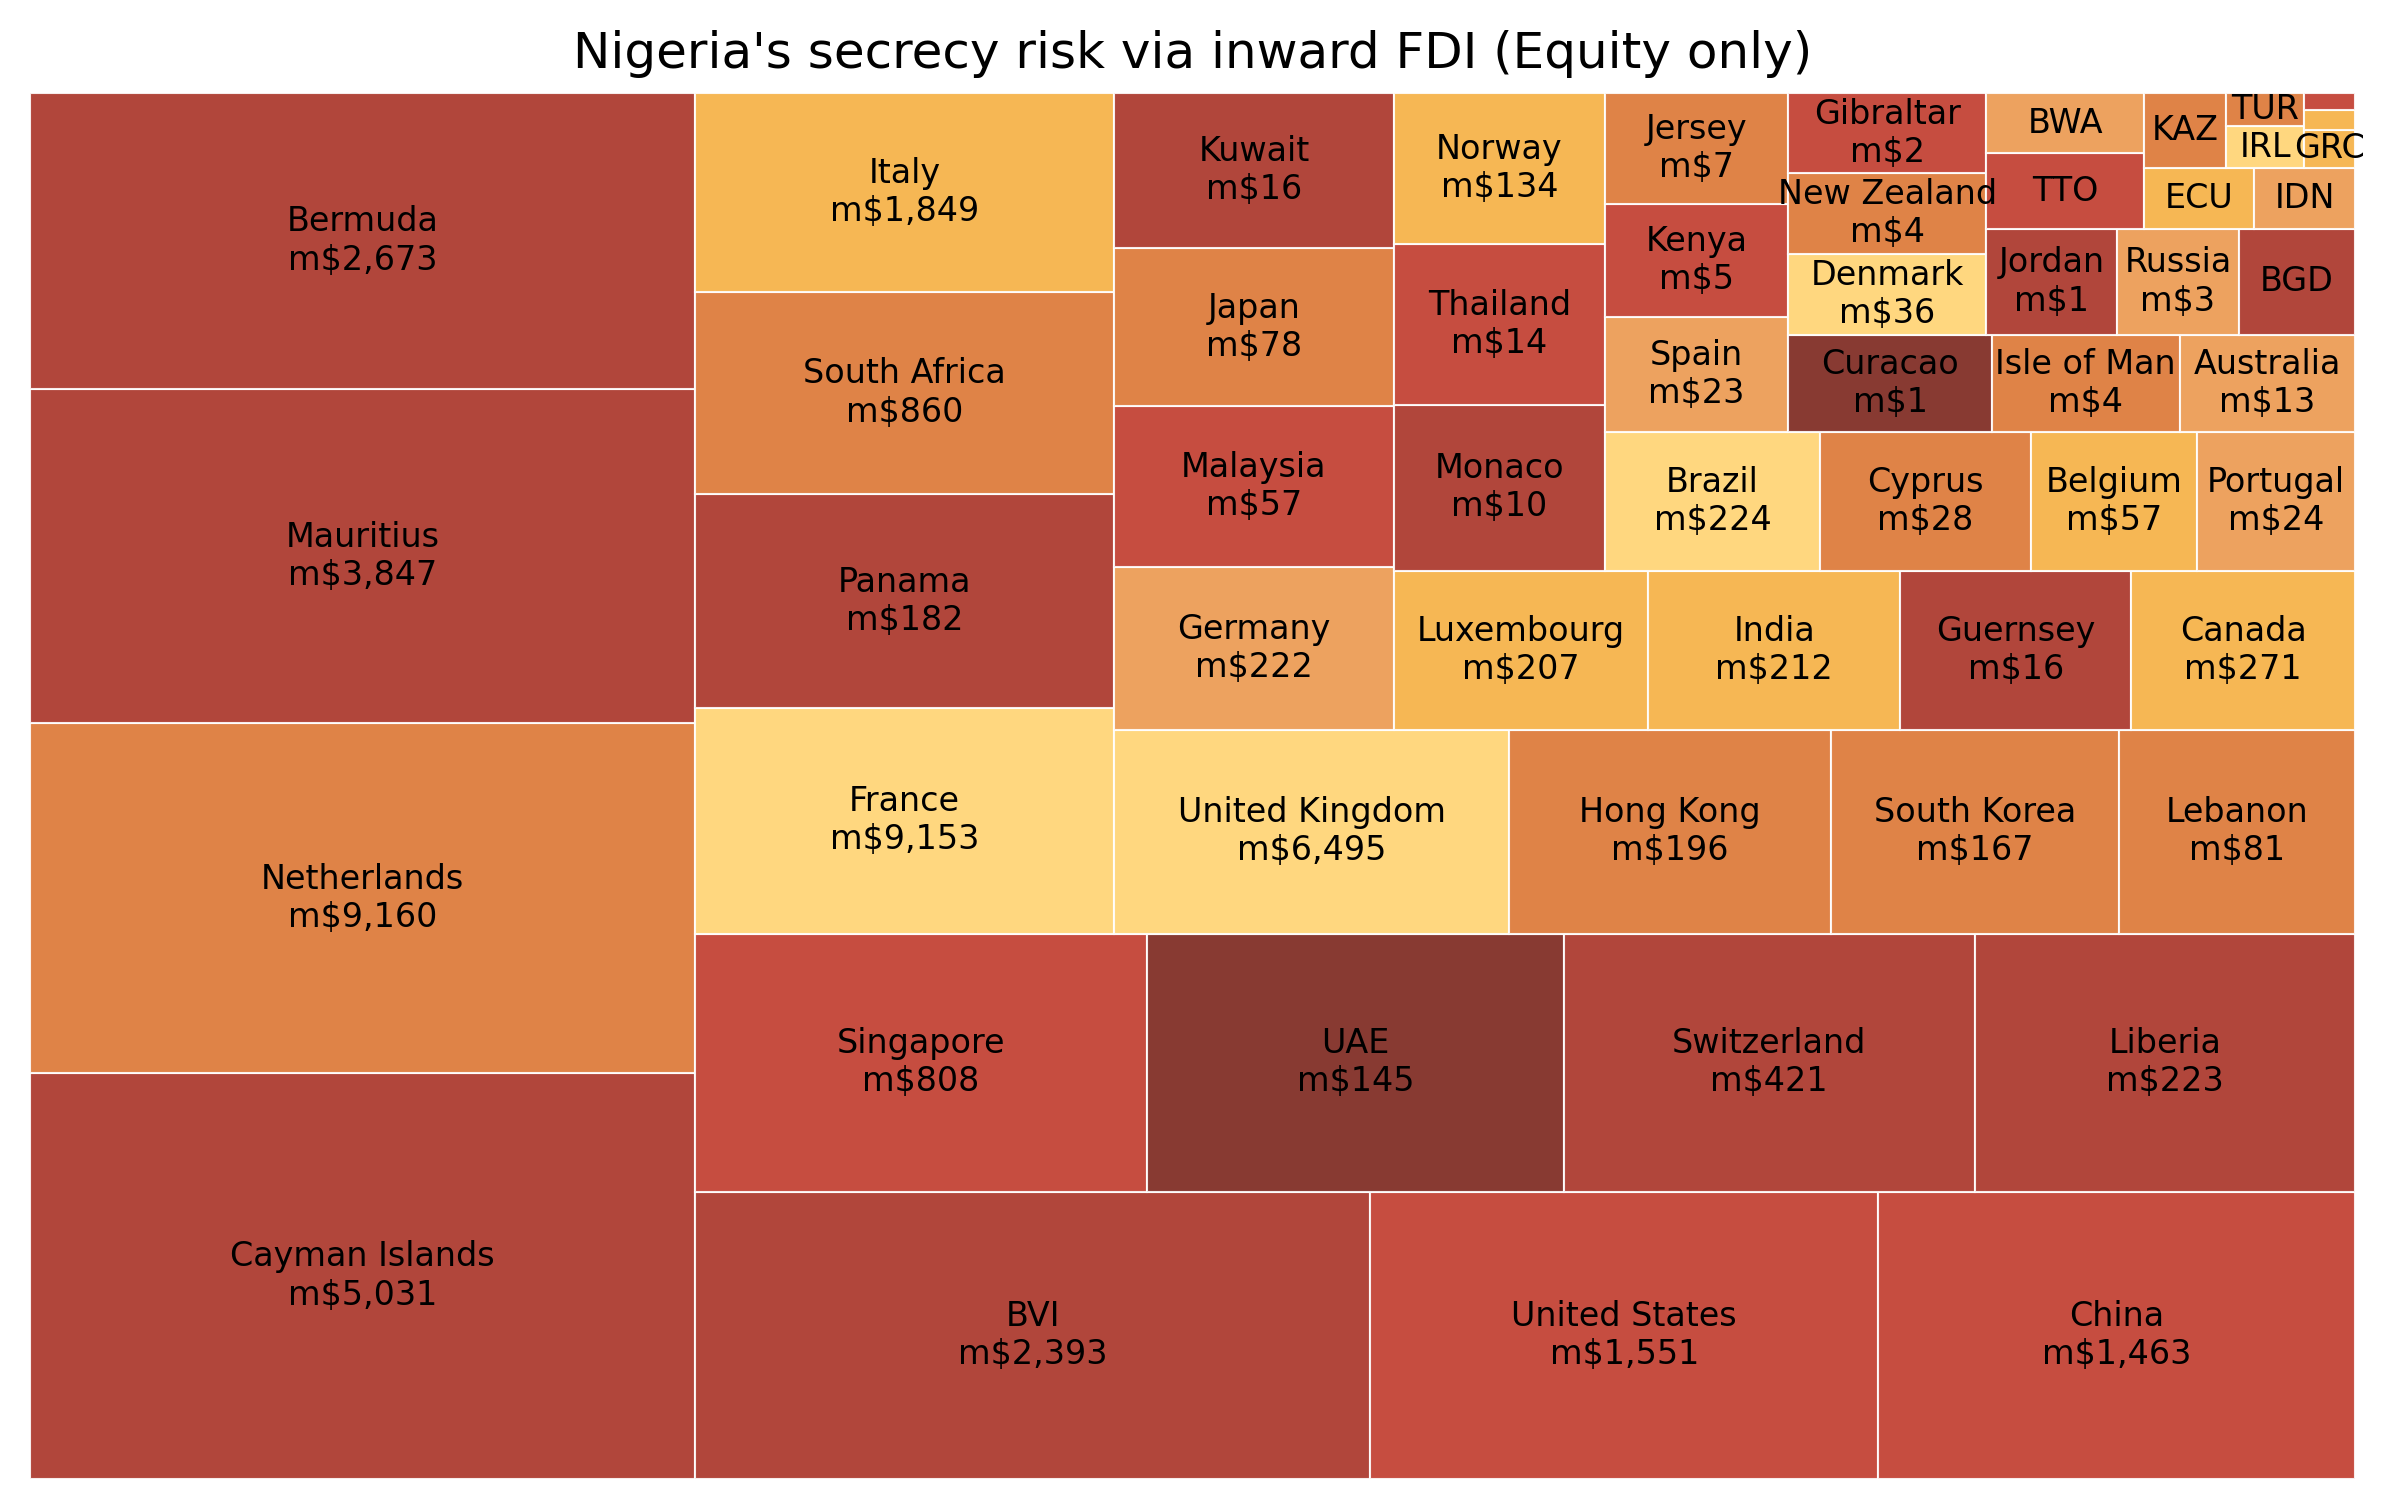 Nigeria's secrecy risk via inward FDI (Equity only)
Bermuda
m$2,673
Mauritius
m$3,847
Netherlands
m$9,160
Cayman Islands
m$5,031
Italy
m$1,849
South Africa
m$860
Panama
m$182
France
m$9,153
Singapore
m$808
UAE
m$145
Switzerland
m$421
Liberia
m$223
BVI
m$2,393
United States
m$1,551
China
m$1,463
Kuwait
m$16
Japan
m$78
Malaysia
m$57
Germany
m$222
United Kingdom
m$6,495
Hong Kong
m$196
South Korea
m$167
Lebanon
m$81
Norway
m$134
Thailand
m$14
Monaco
m$10
Luxembourg
m$207
India
m$212
Guernsey
m$16
Canada
m$271
Jersey
m$7
Kenya
m$5
Spain
m$23
Brazil
m$224
Cyprus
m$28
Belgium
m$57
Portugal
m$24
Gibraltar
m$2
New Zealand
m$4
Denmark
m$36
Curacao
m$1
Isle of Man
m$4
Australia
m$13
BWA
TTO
Jordan
m$1
Russia
m$3
BGD
KAZ
TUR
IRL
GRC
ECU
IDN